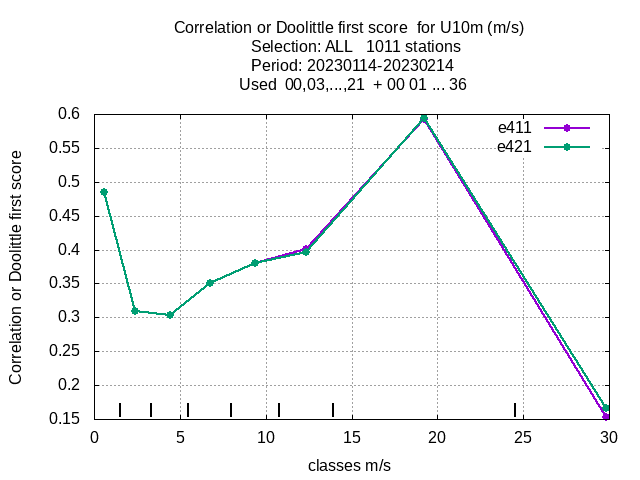 Correlation or Doolittle first score  for U10m (m/s)
Selection: ALL   1011 stations
Period: 20230114-20230214
Used  00,03,...,21  + 00 01 ... 36
e411
e421
Correlation or Doolittle first score
0.6
0.55
0.5
0.45
0.4
0.35
0.3
0.25
0.2
0.15
0 5 10 15 20 25 30
classes m/s